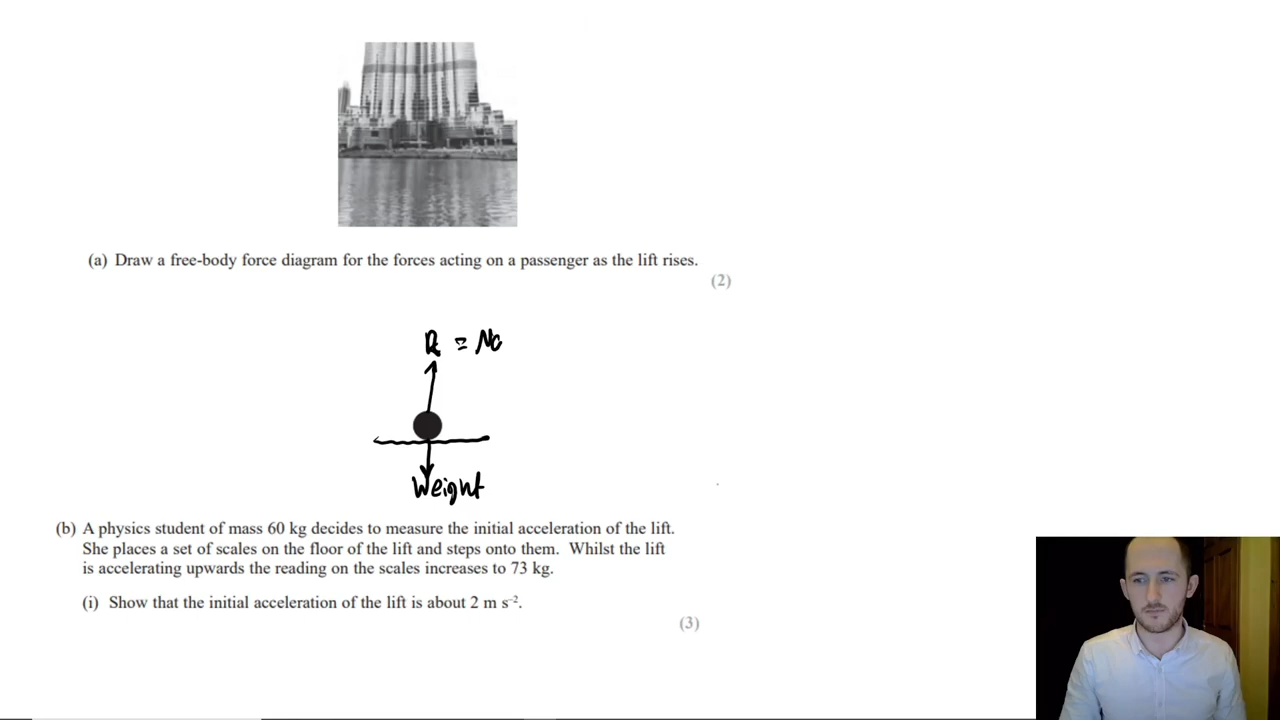 (a) Draw a free-body force diagram for the forces acting on a passenger as the lift rises.
(2)
R = No
Weight
(b) A physics student of mass 60 kg decides to measure the initial acceleration of the lift.
She places a set of scales on the floor of the lift and steps onto them. Whilst the lift
is accelerating upwards the reading on the scales increases to 73 kg.
(i) Show that the initial acceleration of the lift is about 2 m s⁻².
(3)